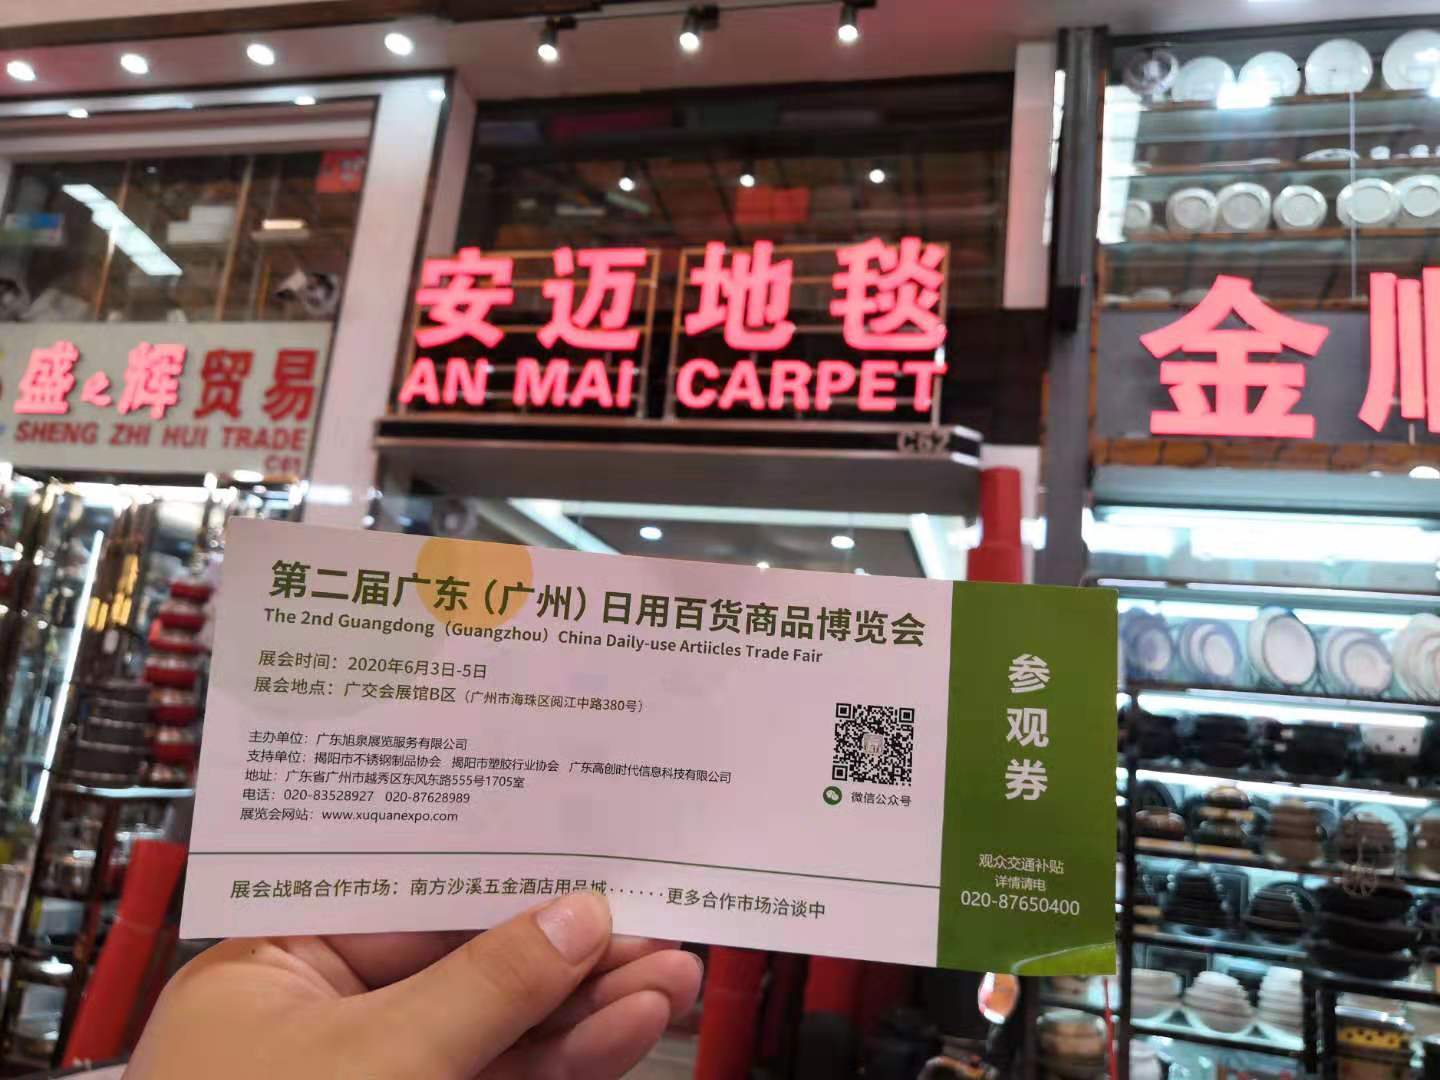 安迈地毯
AN MAI CARPET
C62
盛之辉贸易
SHENG ZHI HUI TRADE
C61
金顺
第二届广东（广州）日用百货商品博览会
The 2nd Guangdong（Guangzhou）China Daily-use Artiicles Trade Fair
展会时间：2020年6月3日-5日
展会地点：广交会展馆B区（广州市海珠区阅江中路380号）
主办单位：广东旭泉展览服务有限公司
支持单位：揭阳市不锈钢制品协会 揭阳市塑胶行业协会 广东高创时代信息科技有限公司
地址：广东省广州市越秀区东风东路555号1705室
电话：020-83528927 020-87628989
展览会网站：www.xuquanexpo.com
微信公众号
展会战略合作市场：南方沙溪五金酒店用品城······更多合作市场洽谈中
参观券
观众交通补贴
详情请电
020-87650400